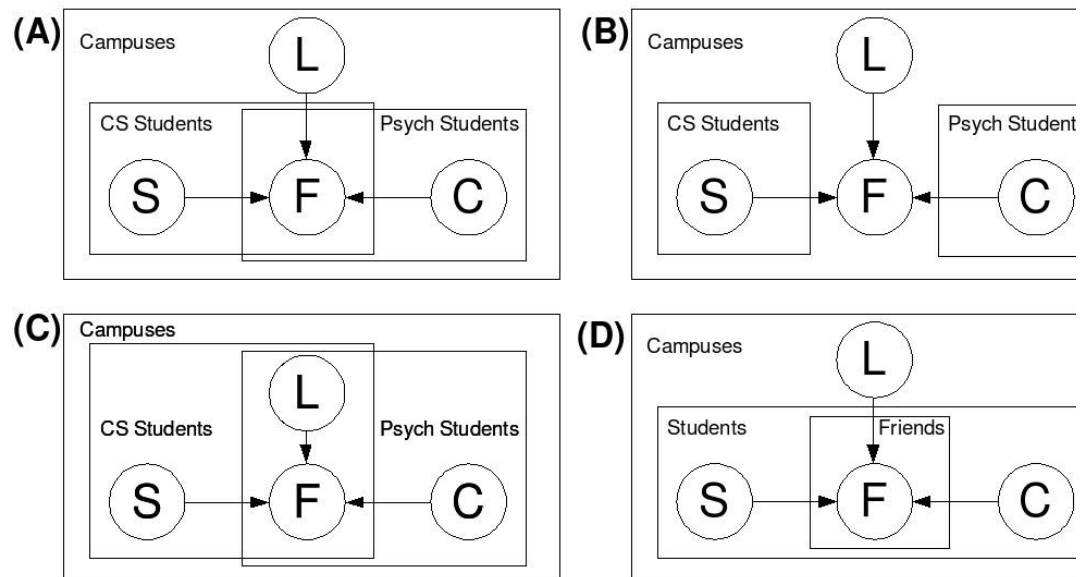 (A)
Campuses
L
CS Students
Psych Students
S
F
C
(B)
Campuses
L
CS Students
Psych Student
S
F
C
(C)
Campuses
L
CS Students
Psych Students
S
F
C
(D)
Campuses
L
Students
Friends
S
F
C